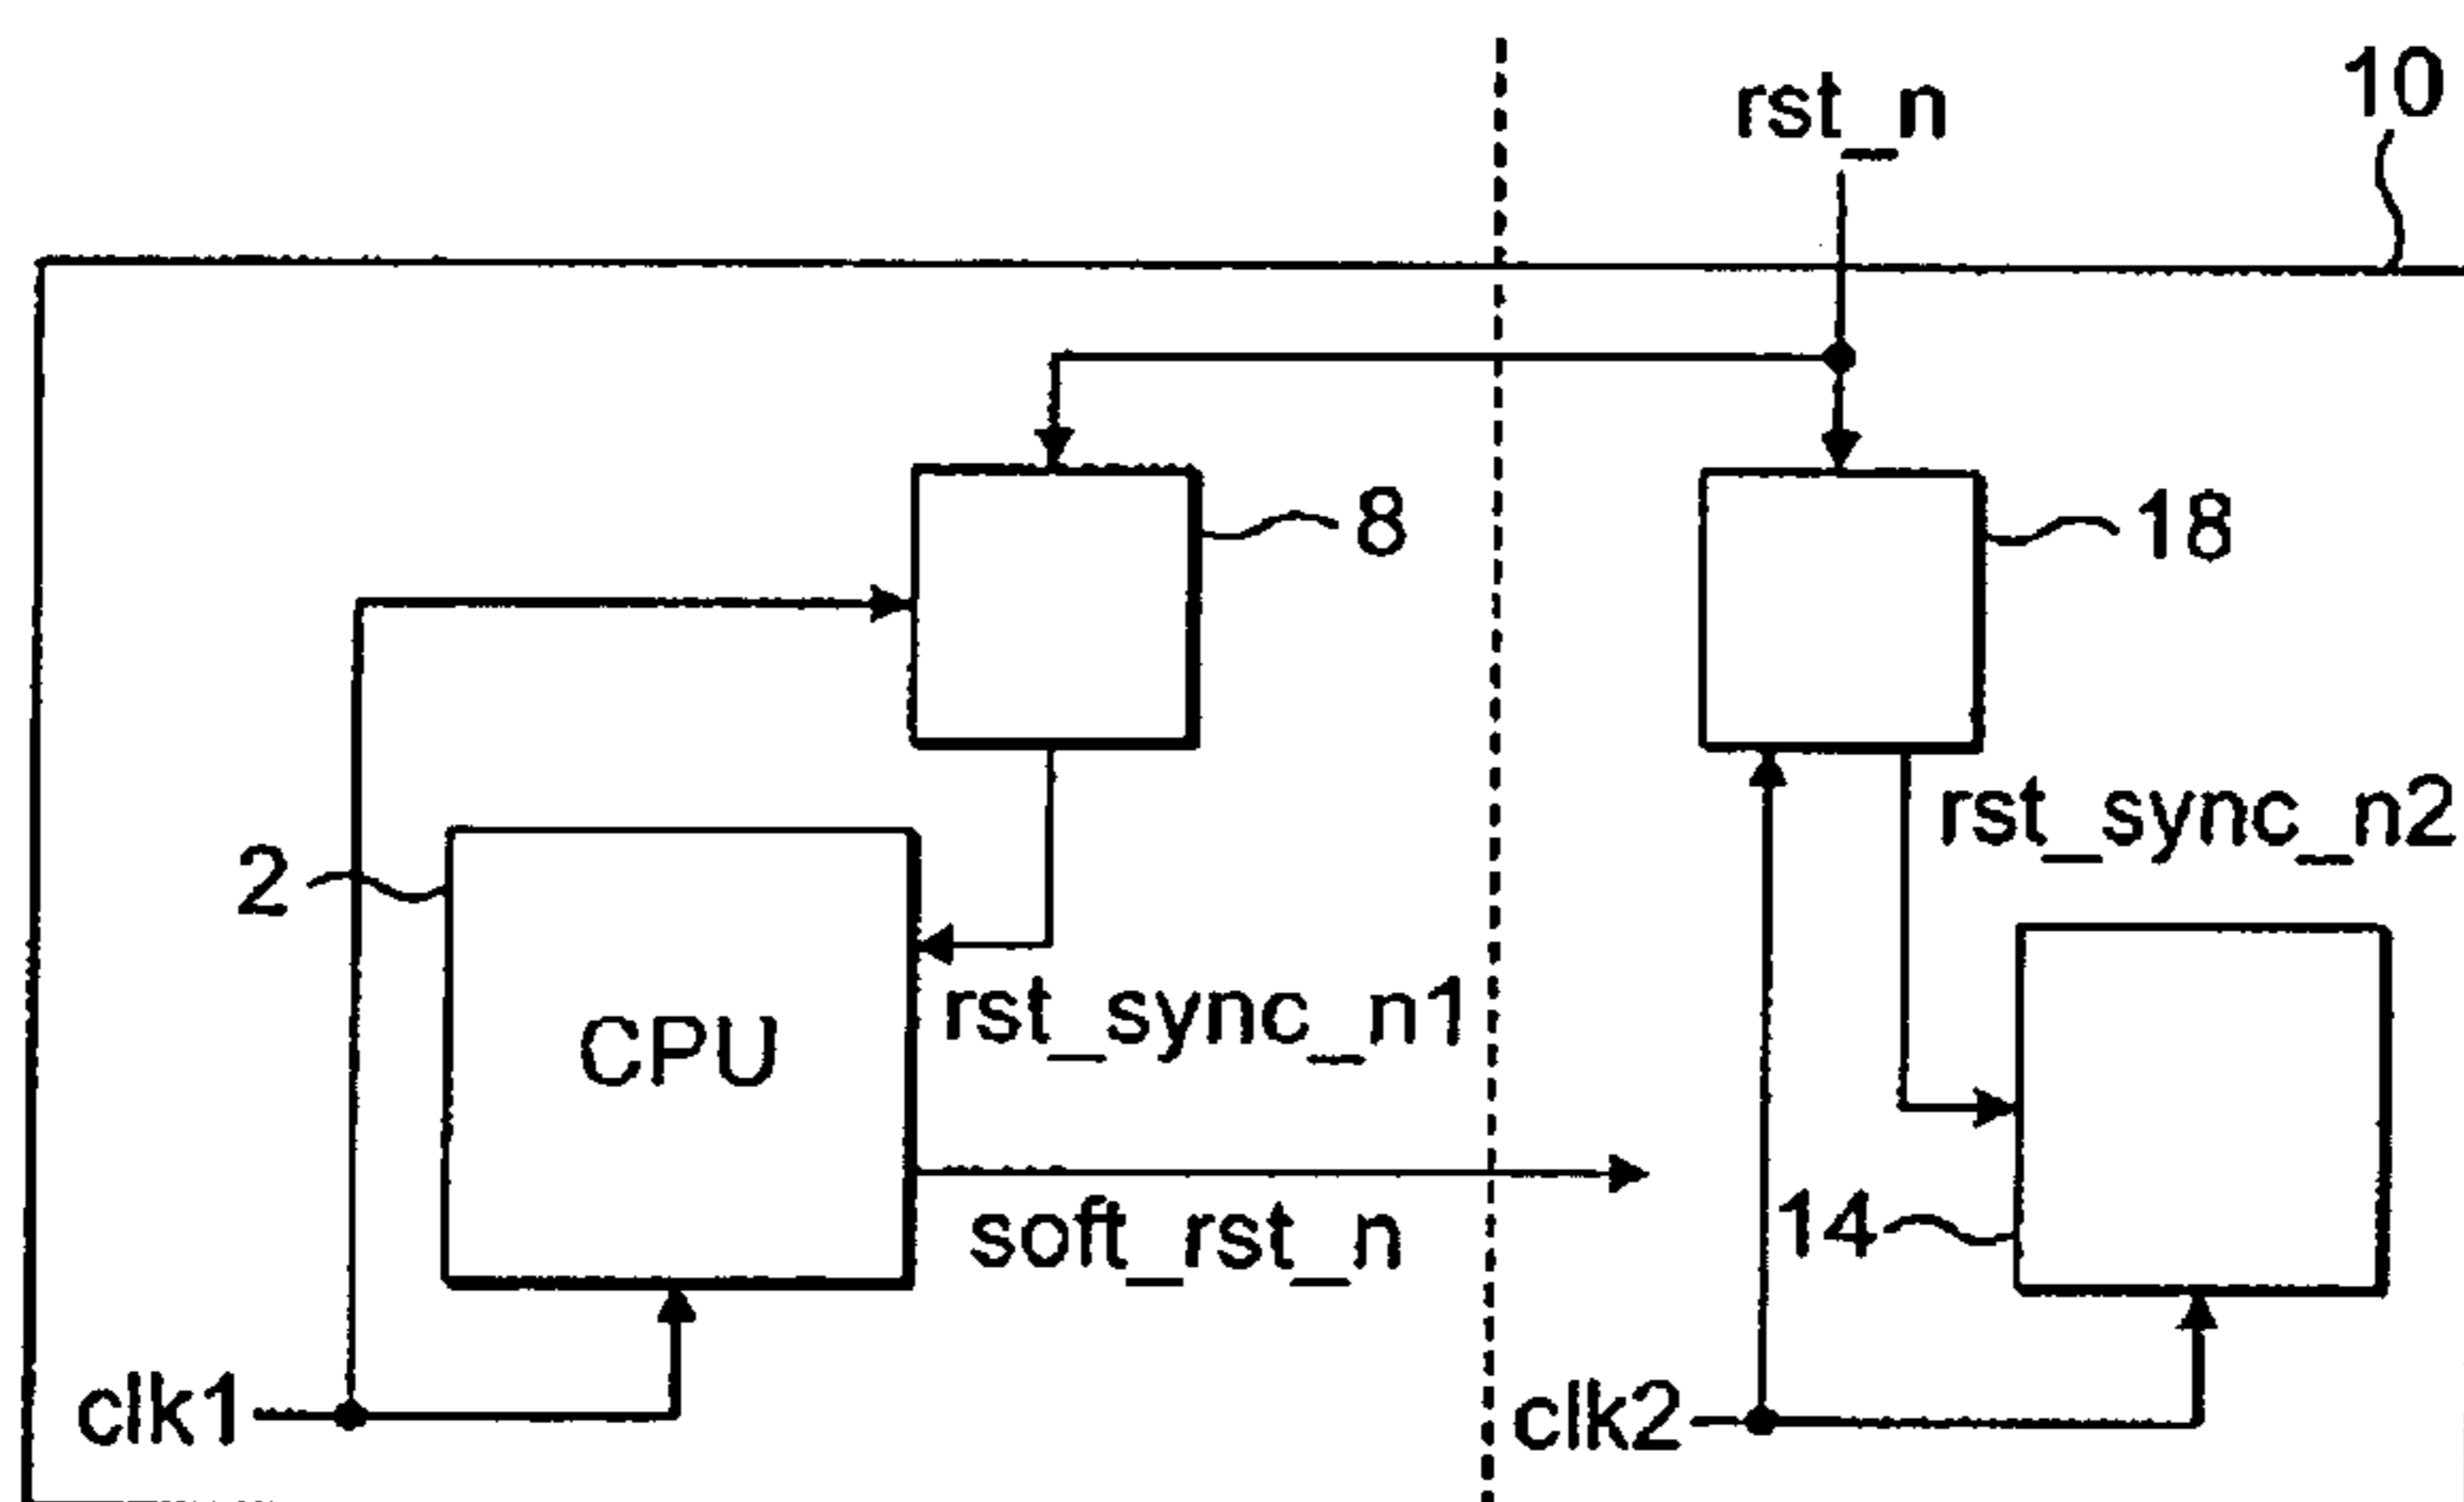 rst_n
10
8
18
2
rst_sync_n2
CPU
rst_sync_n1
soft_rst_n
14
clk1
clk2